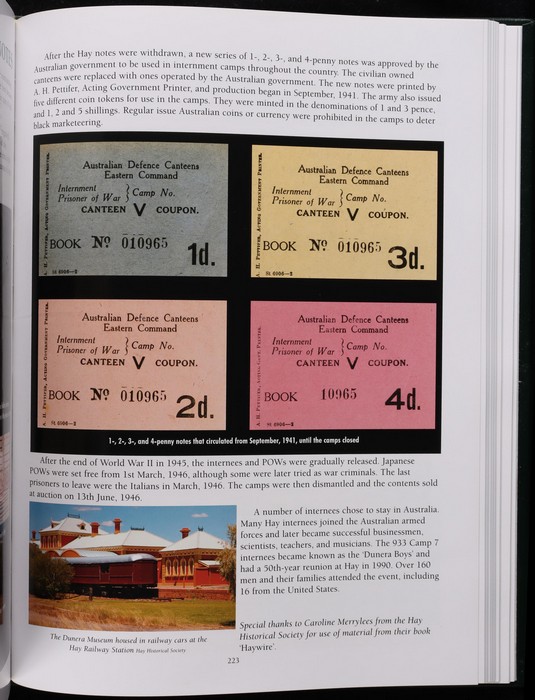 After the Hay notes were withdrawn, a new series of 1-, 2-, 3-, and 4-penny notes was approved by the
Australian government to be used in internment camps throughout the country. The civilian owned
canteens were replaced with ones operated by the Australian government. The new notes were printed by
A. H. Pettifer, Acting Government Printer, and production began in September, 1941. The army also issued
five different coin tokens for use in the camps. They were minted in the denominations of 1 and 3 pence,
and 1, 2 and 5 shillings. Regular issue Australian coins or currency were prohibited in the camps to deter
black marketeering.
A. H. Pettifer, Acting Government Printer.
Australian Defence Canteens
Eastern Command
Internment
Prisoner of War } Camp No.
CANTEEN V COUPON.
BOOK No 010965
1d.
A. H. Pettifer, Acting Government Printer.
Australian Defence Canteens
Eastern Command
Internment
Prisoner of War } Camp No.
CANTEEN V COUPON.
BOOK No 010965
3d.
A. H. Pettifer, Acting Government Printer.
Australian Defence Canteens
Eastern Command
Internment
Prisoner of War } Camp No.
CANTEEN V COUPON.
BOOK No 010965
2d.
Australian Defence Canteens
Eastern Command
Internment
Prisoner of War } Camp No.
CANTEEN V COUPON.
BOOK 10965
4d.
1-, 2-, 3-, and 4-penny notes that circulated from September, 1941, until the camps closed
After the end of World War II in 1945, the internees and POWs were gradually released. Japanese
POWs were set free from 1st March, 1946, although some were later tried as war criminals. The last
prisoners to leave were the Italians in March, 1946. The camps were then dismantled and the contents sold
at auction on 13th June, 1946.
A number of internees chose to stay in Australia.
Many Hay internees joined the Australian armed
forces and later became successful businessmen,
scientists, teachers, and musicians. The 933 Camp 7
internees became known as the 'Dunera Boys' and
had a 50th-year reunion at Hay in 1990. Over 160
men and their families attended the event, including
16 from the United States.
The Dunera Museum housed in railway cars at the
Hay Railway Station Hay Historical Society
Special thanks to Caroline Merrylees from the Hay
Historical Society for use of material from their book
'Haywire'.
223